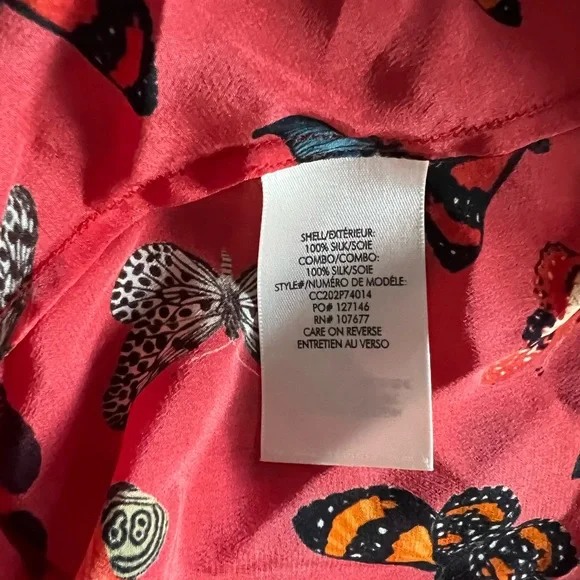 SHELL/EXTÉRIEUR:
100% SILK/SOIE
COMBO/COMBO:
100% SILK/SOIE
STYLE#/NUMÉRO DE MODÈLE:
CC202P74014
PO# 127146
RN# 107677
CARE ON REVERSE
ENTRETIEN AU VERSO